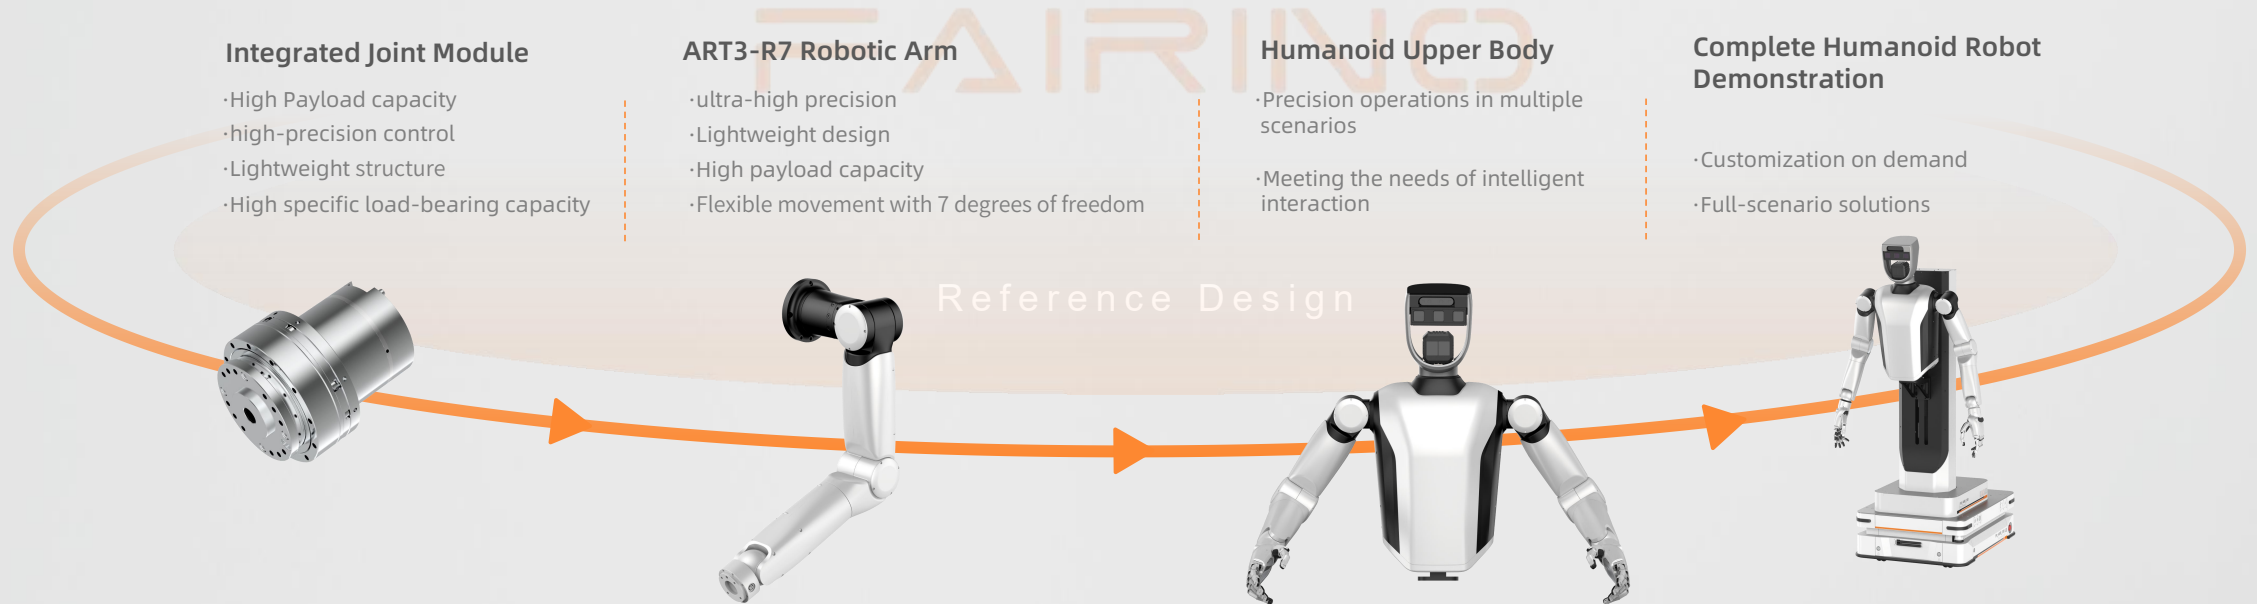 FAIRINO
Integrated Joint Module
·High Payload capacity
·high-precision control
·Lightweight structure
·High specific load-bearing capacity
ART3-R7 Robotic Arm
·ultra-high precision
·Lightweight design
·High payload capacity
·Flexible movement with 7 degrees of freedom
Humanoid Upper Body
·Precision operations in multiple
scenarios
·Meeting the needs of intelligent
interaction
Complete Humanoid Robot
Demonstration
·Customization on demand
·Full-scenario solutions
Reference Design